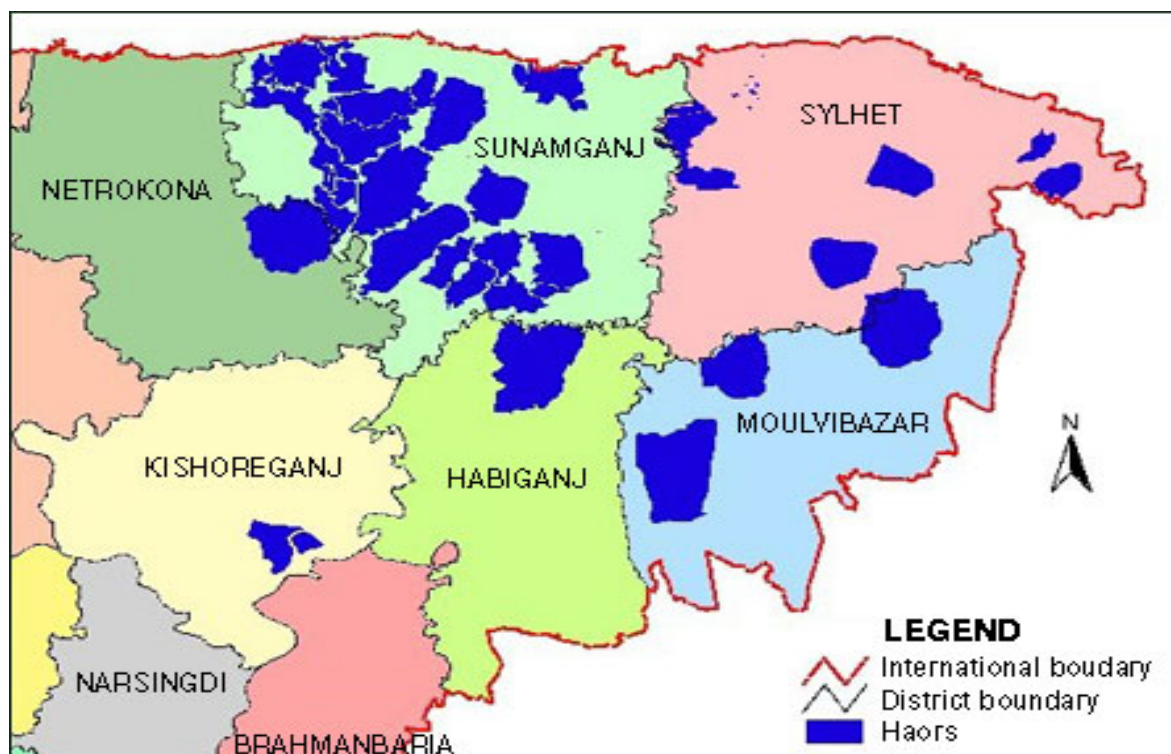 SYLHET
SUNAMGANJ
NETROKONA
MOULVIBAZAR
N
KISHOREGANJ
HABIGANJ
LEGEND
International boudary
NARSINGDI
District boundary
Haors
BRAHMANBARIA